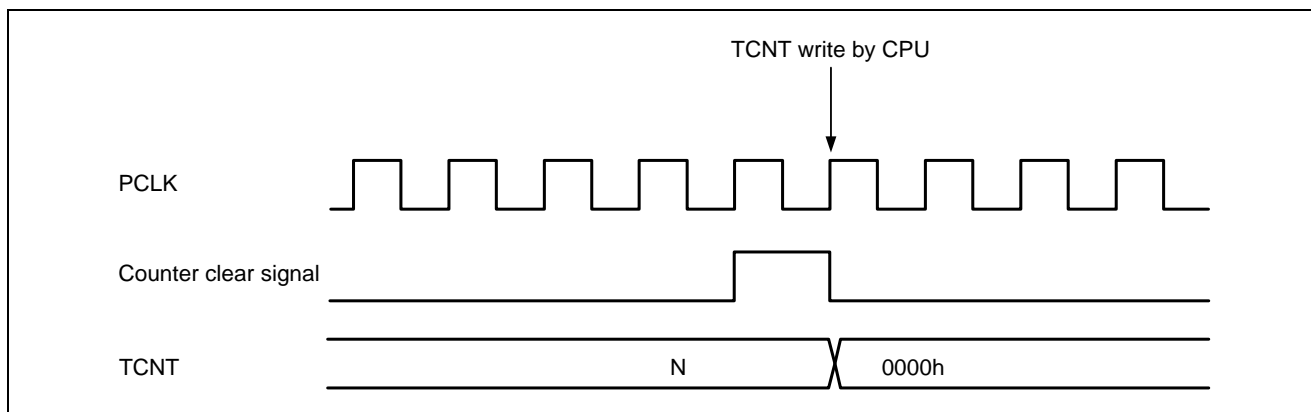 TCNT write by CPU
PCLK
Counter clear signal
TCNT N 0000h